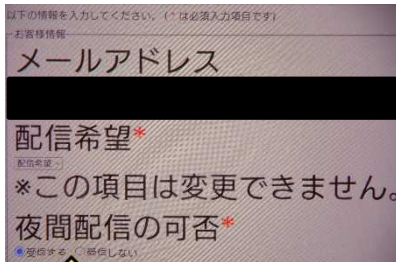 以下の情報を入力してください。(*は必須入力項目です)
お客様情報
メールアドレス
配信希望*
配信希望
※この項目は変更できません。
夜間配信の可否*
受信する 受信しない